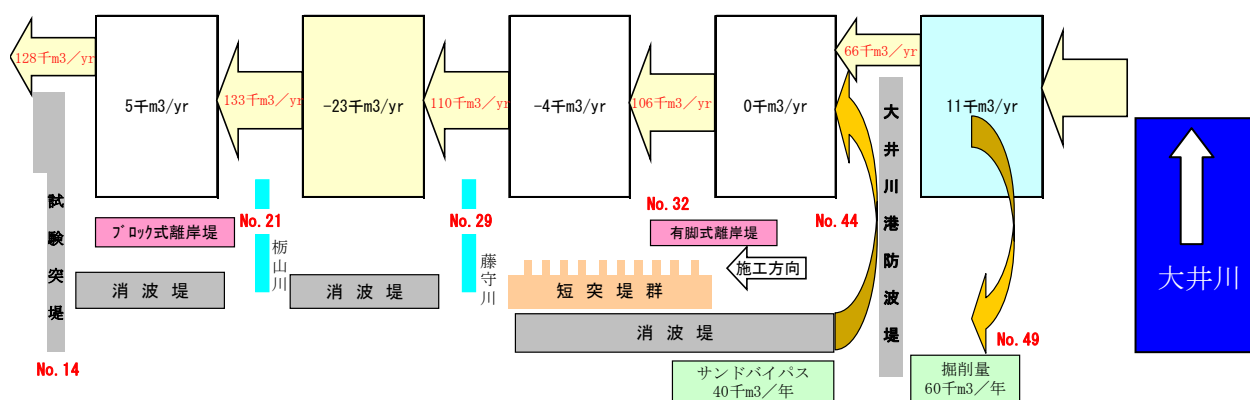 128千m3／yr
5千m3/yr
133千m3／yr
-23千m3/yr
110千m3／yr
-4千m3/yr
106千m3／yr
0千m3/yr
66千m3／yr
11千m3/yr
試験突堤
No. 14
ﾌﾞﾛｯｸ式離岸堤
消波堤
No. 21
栃山川
消波堤
No. 29
藤守川
短突堤群
No. 32
有脚式離岸堤
施工方向
消波堤
No. 44
サンドバイパス
40千m3／年
大井川港防波堤
No. 49
掘削量
60千m3／年
大井川